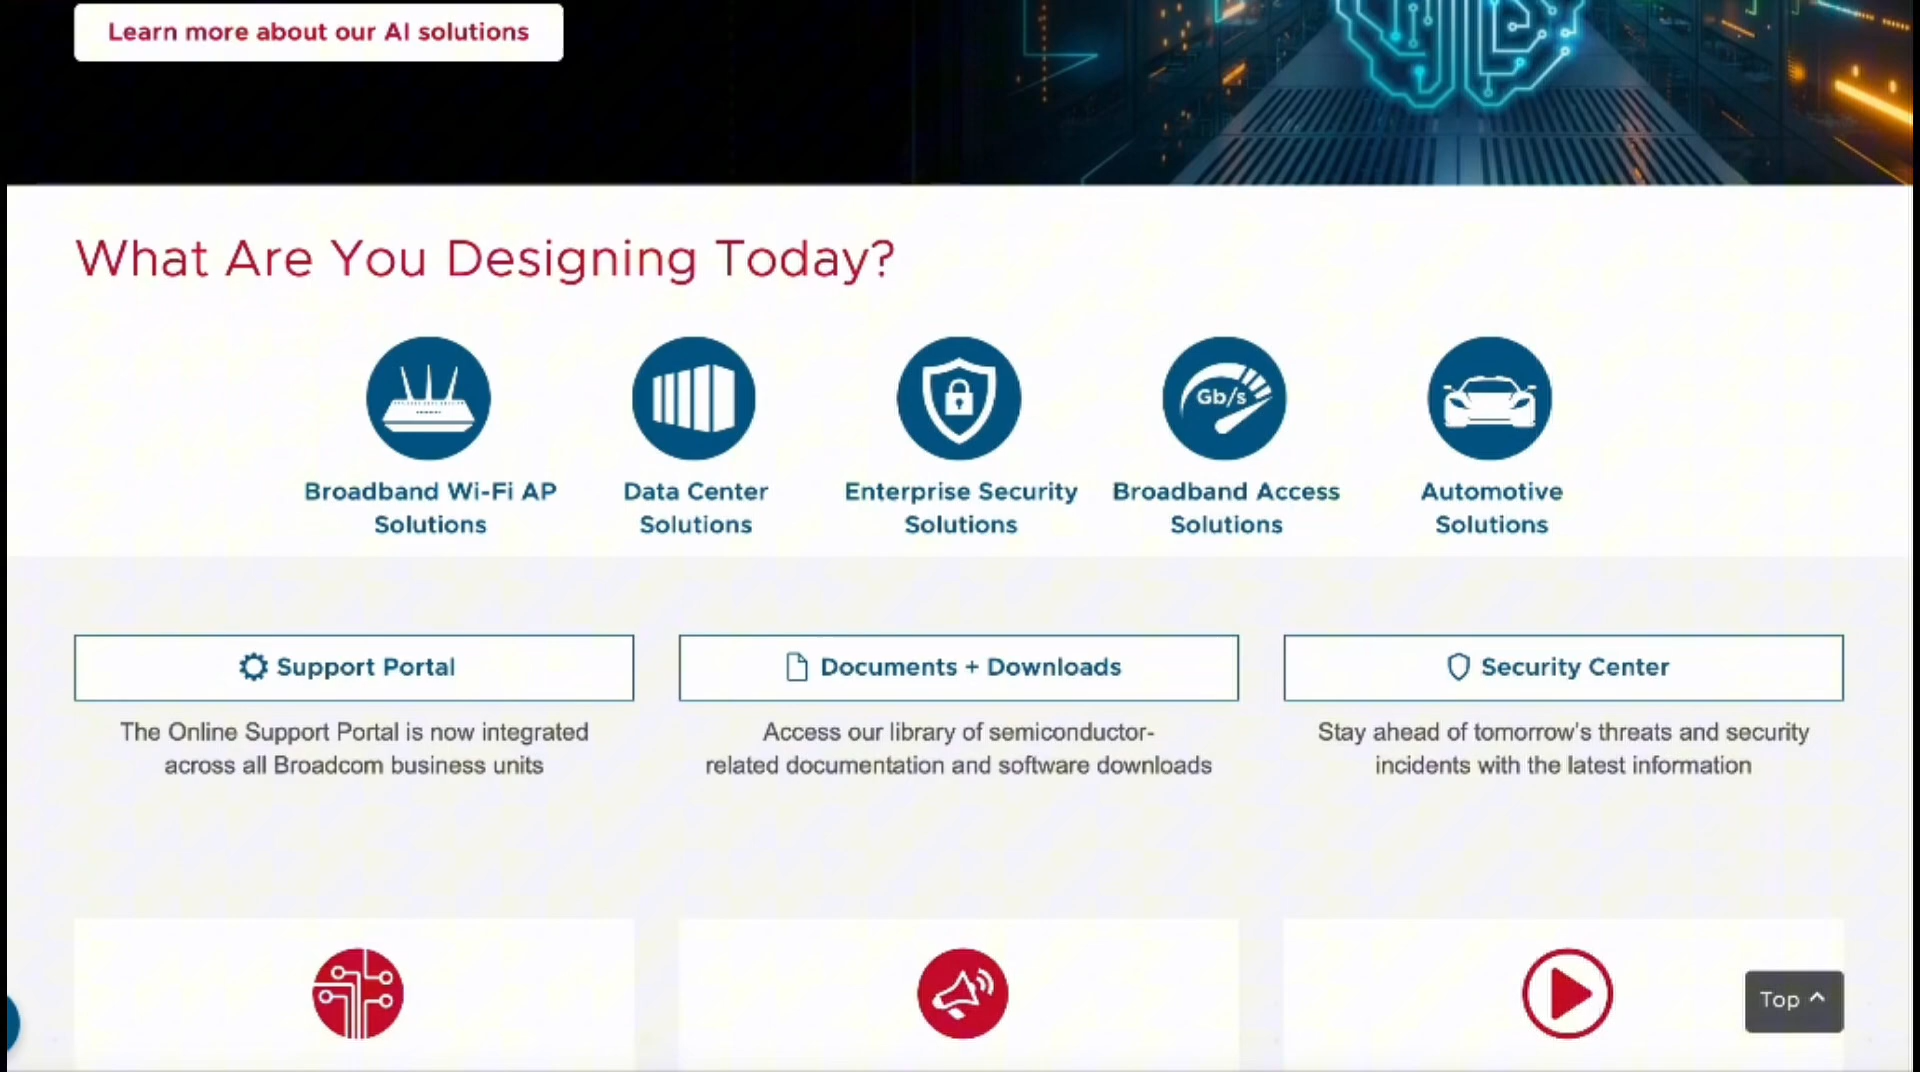 Learn more about our AI solutions
What Are You Designing Today?
Gb/s
Broadband Wi-Fi AP
Solutions
Data Center
Solutions
Enterprise Security
Solutions
Broadband Access
Solutions
Automotive
Solutions
Support Portal
The Online Support Portal is now integrated
across all Broadcom business units
Documents + Downloads
Access our library of semiconductor-
related documentation and software downloads
Security Center
Stay ahead of tomorrow's threats and security
incidents with the latest information
Top